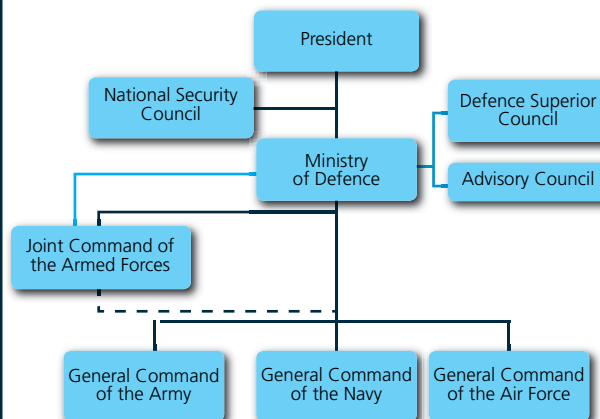 President
National Security
Council
Defence Superior
Council
Ministry
of Defence
Advisory Council
Joint Command of
the Armed Forces
General Command
of the Army
General Command
of the Navy
General Command
of the Air Force